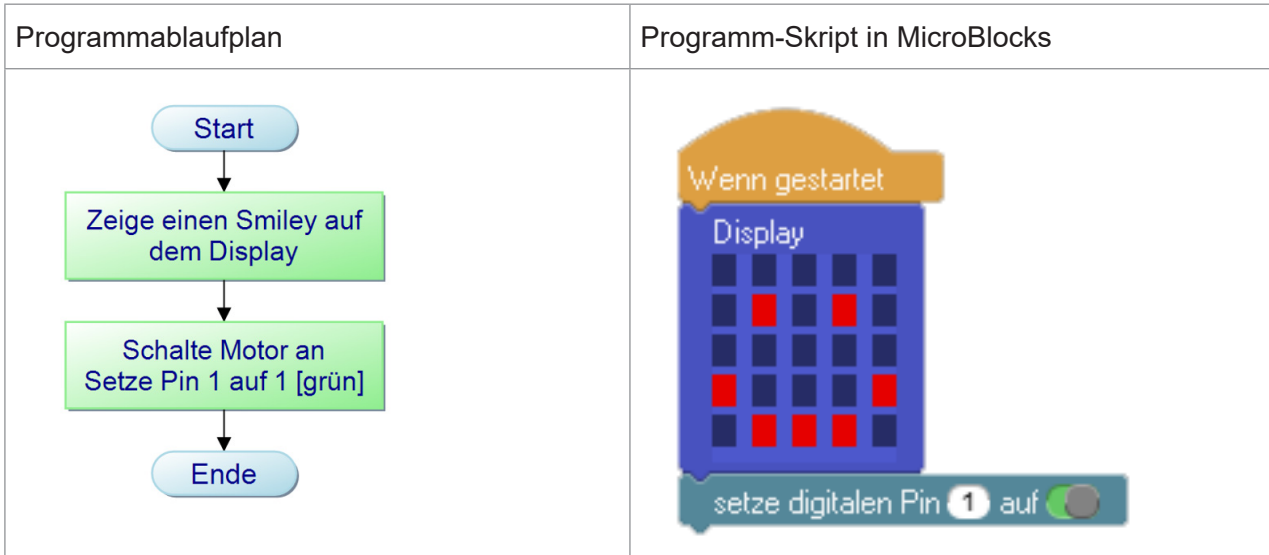 Programmablaufplan
Programm-Skript in MicroBlocks
Start
Zeige einen Smiley auf
dem Display
Schalte Motor an
Setze Pin 1 auf 1 [grün]
Ende
Wenn gestartet
Display
setze digitalen Pin 1 auf